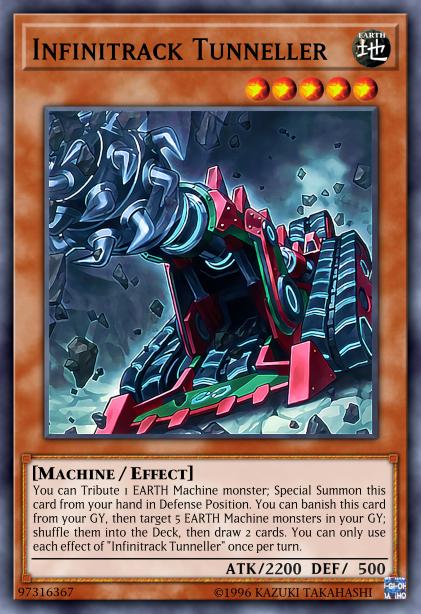 INFINITRACK TUNNELLER
EARTH
地
[MACHINE / EFFECT]
You can Tribute 1 EARTH Machine monster; Special Summon this
card from your hand in Defense Position. You can banish this card
from your GY, then target 5 EARTH Machine monsters in your GY;
shuffle them into the Deck, then draw 2 cards. You can only use
each effect of "Infinitrack Tunneller" once per turn.
ATK/2200 DEF/ 500
97316367
©1996 KAZUKI TAKAHASHI